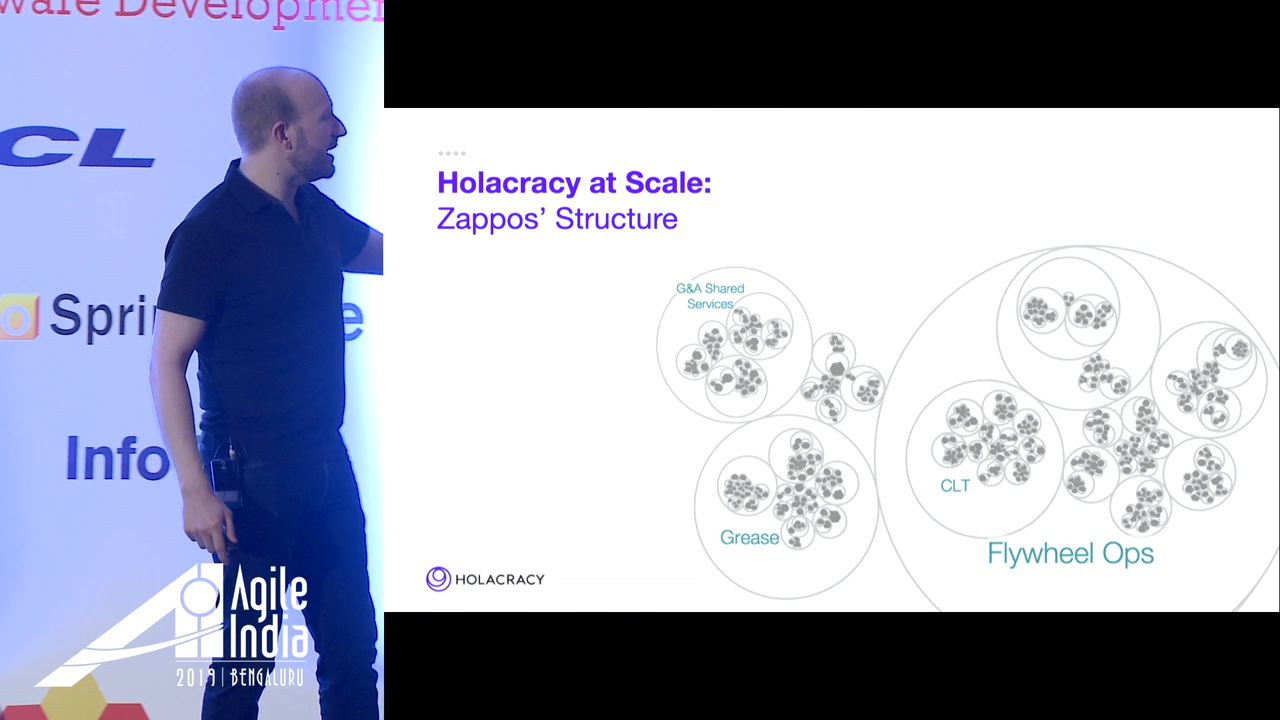 ware Developmen
CL
Spri
e
Info
Agile
India
2019 | BENGALURU
Holacracy at Scale:
Zappos’ Structure
G&A Shared
Services
Grease
CLT
Flywheel Ops
HOLACRACY